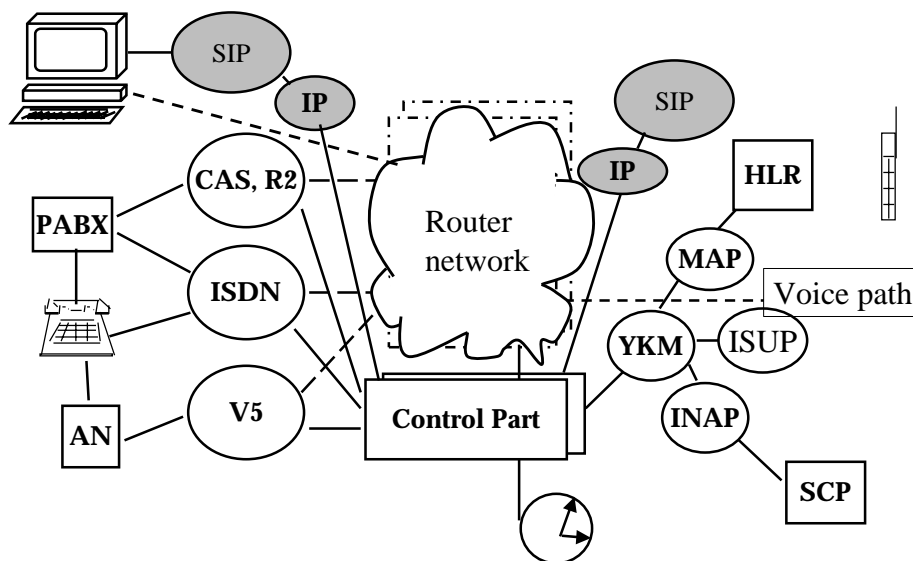 SIP
IP
SIP
IP
CAS, R2
HLR
PABX
Router
network
MAP
ISDN
Voice path
YKM
ISUP
V5
Control Part
INAP
AN
SCP